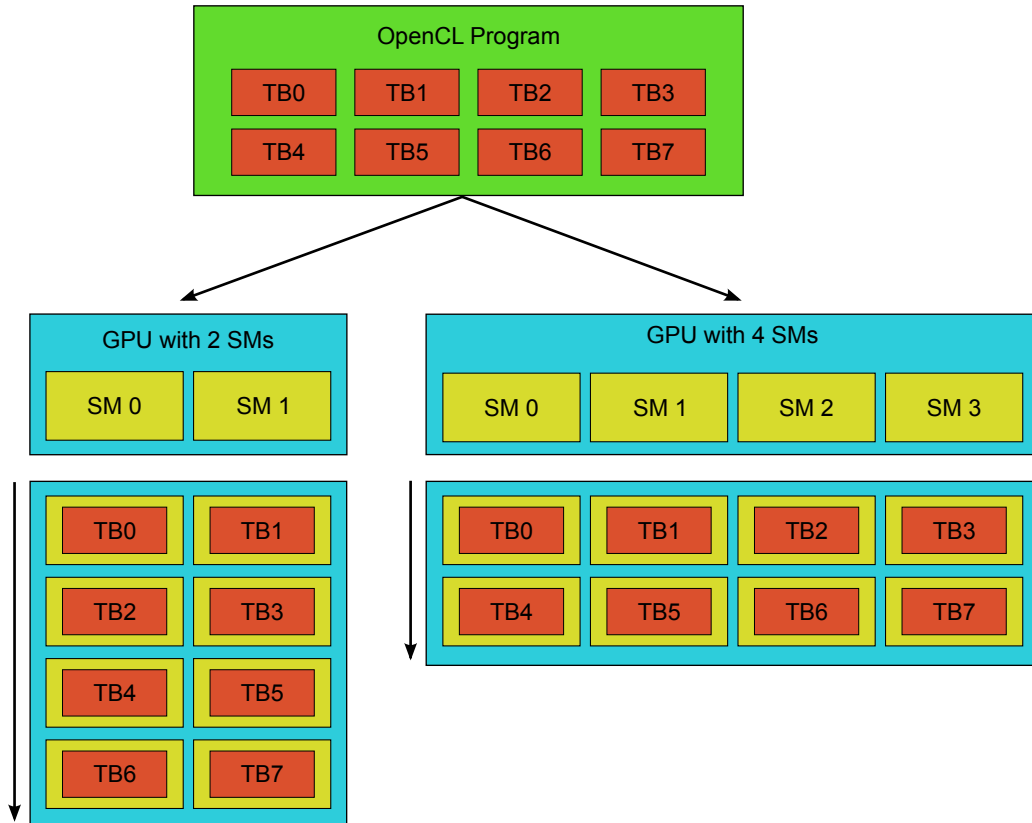 OpenCL Program
TB0 TB1 TB2 TB3
TB4 TB5 TB6 TB7
GPU with 2 SMs
SM 0 SM 1
TB0 TB1
TB2 TB3
TB4 TB5
TB6 TB7
GPU with 4 SMs
SM 0 SM 1 SM 2 SM 3
TB0 TB1 TB2 TB3
TB4 TB5 TB6 TB7